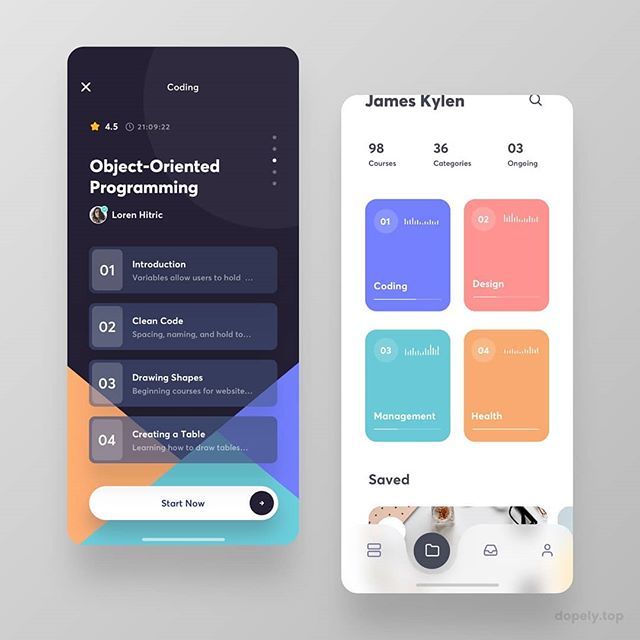 Coding
4.5 21:09:22
Object-Oriented
Programming
Loren Hitric
01 Introduction
Variables allow users to hold ...
02 Clean Code
Spacing, naming, and hold to...
03 Drawing Shapes
Beginning courses for website...
04 Creating a Table
Learning how to draw tables...
Start Now
James Kylen
98 36 03
Courses Categories Ongoing
01
Coding
02
Design
03
Management
04
Health
Saved
dopely.top